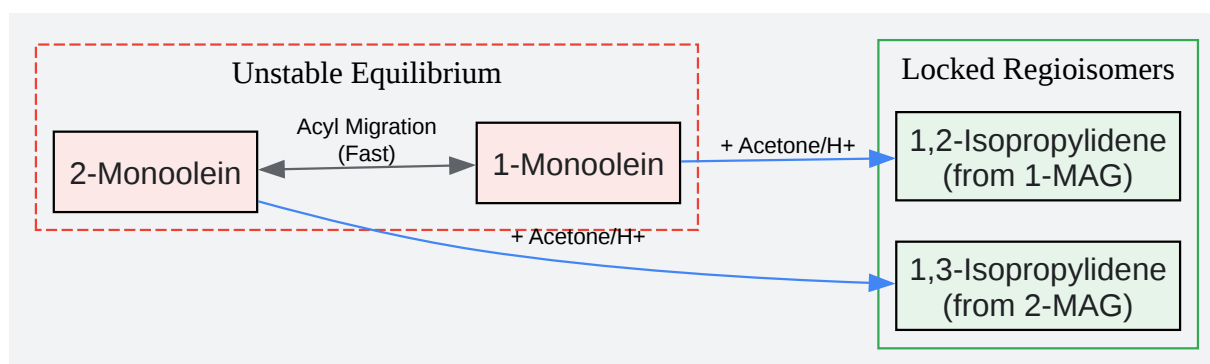 Unstable Equilibrium
Locked Regioisomers
Acyl Migration
(Fast)
2-Monoolein
1-Monoolein
+ Acetone/H+
1,2-Isopropylidene
(from 1-MAG)
+ Acetone/H+
1,3-Isopropylidene
(from 2-MAG)